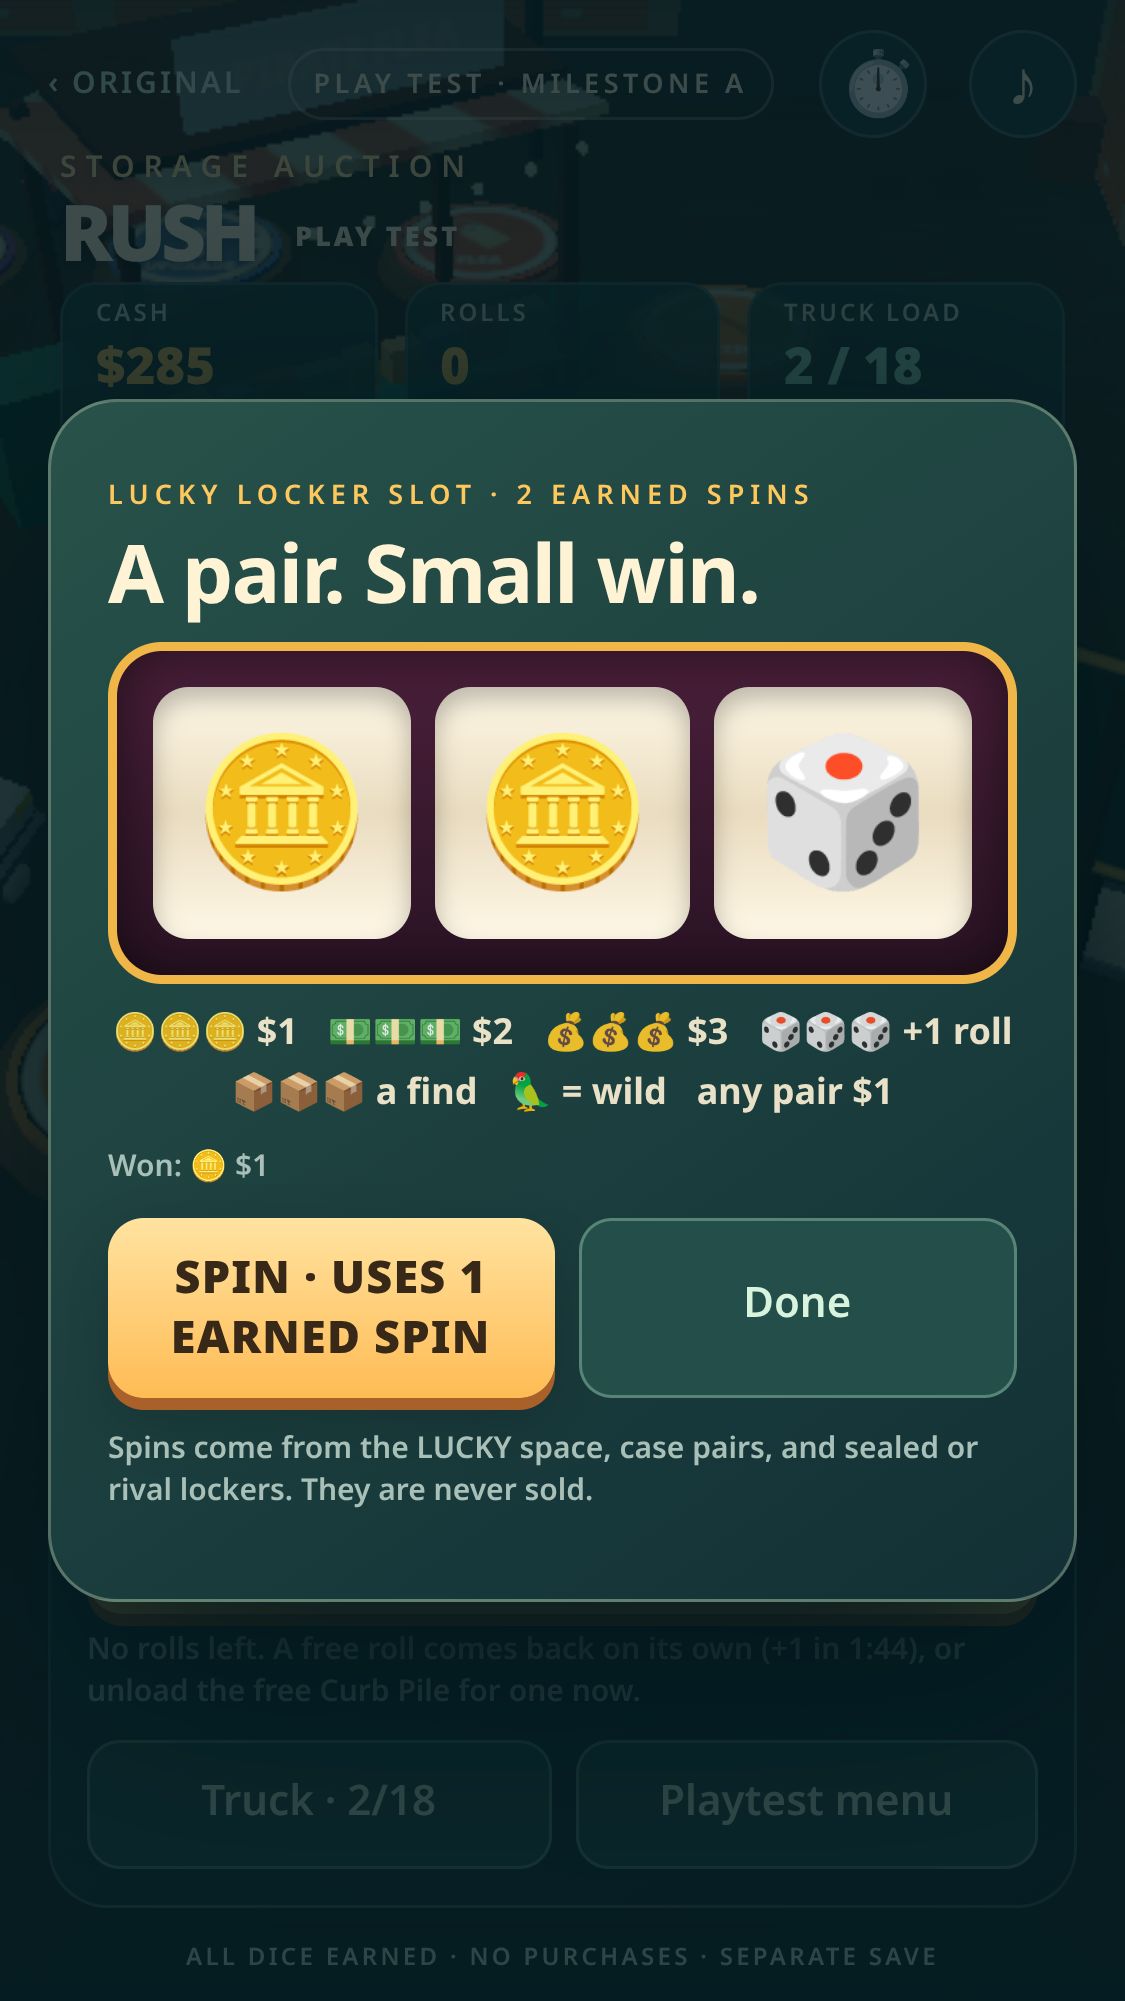 ‹ ORIGINAL
PLAY TEST · MILESTONE A
STORAGE AUCTION
RUSH PLAY TEST
CASH ROLLS TRUCK LOAD
$285 0 2 / 18
LUCKY LOCKER SLOT · 2 EARNED SPINS
A pair. Small win.
🪙🪙🪙 $1 💵💵💵 $2 💰💰💰 $3 🎲🎲🎲 +1 roll
📦📦📦 a find 🦜 = wild any pair $1
Won: 🪙 $1
SPIN · USES 1
EARNED SPIN
Done
Spins come from the LUCKY space, case pairs, and sealed or
rival lockers. They are never sold.
No rolls left. A free roll comes back on its own (+1 in 1:44), or
unload the free Curb Pile for one now.
Truck · 2/18
Playtest menu
ALL DICE EARNED · NO PURCHASES · SEPARATE SAVE